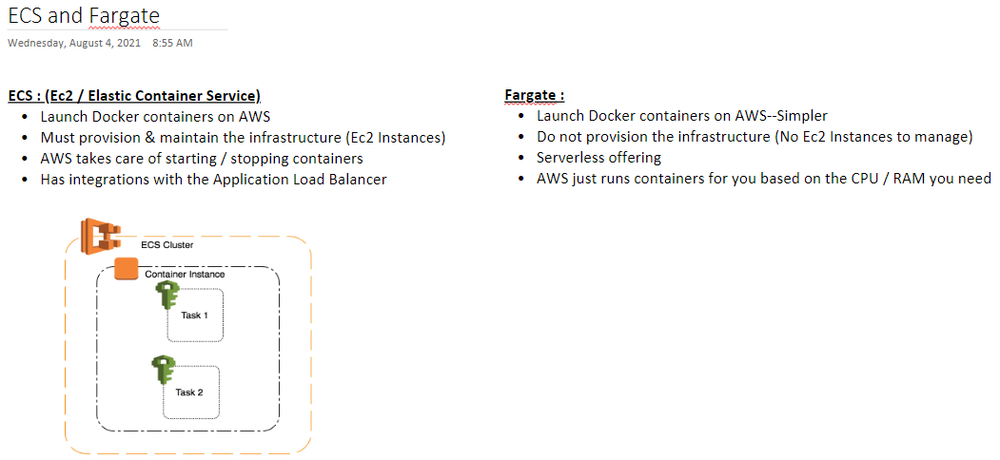 ECS and Fargate
Wednesday, August 4, 2021 8:55 AM
ECS : (Ec2 / Elastic Container Service)
• Launch Docker containers on AWS
• Must provision & maintain the infrastructure (Ec2 Instances)
• AWS takes care of starting / stopping containers
• Has integrations with the Application Load Balancer
Fargate :
• Launch Docker containers on AWS--Simpler
• Do not provision the infrastructure (No Ec2 Instances to manage)
• Serverless offering
• AWS just runs containers for you based on the CPU / RAM you need
ECS Cluster
Container Instance
Task 1
Task 2